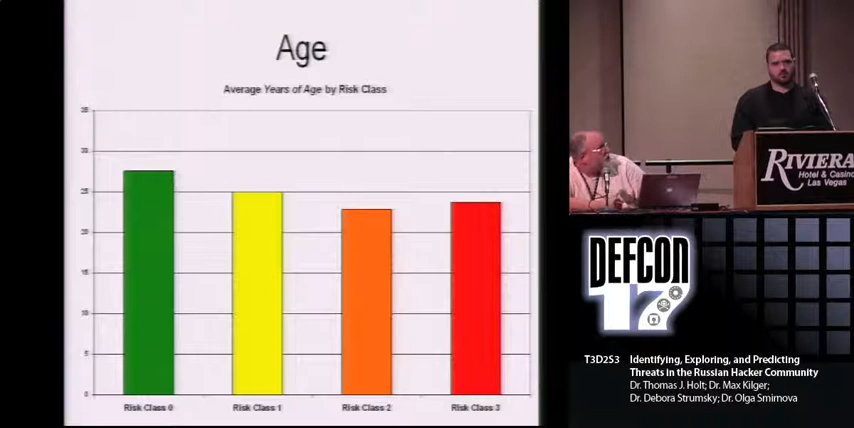 Age
Average Years of Age by Risk Class
35
30
25
20
15
10
5
0
Risk Class 0
Risk Class 1
Risk Class 2
Risk Class 3
RIVIERA
Hotel & Casino
Las Vegas
DEFCON
17
T3D2S3 Identifying, Exploring, and Predicting
Threats in the Russian Hacker Community
Dr. Thomas J. Holt; Dr. Max Kilger;
Dr. Debora Strumsky; Dr. Olga Smirnova